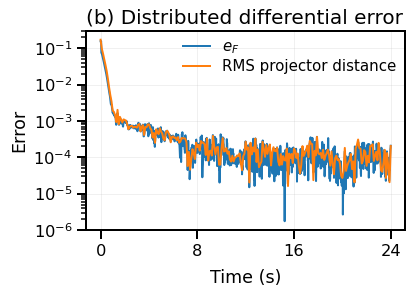 (b) Distributed differential error
e_F
RMS projector distance
Error
10^{-1}
10^{-2}
10^{-3}
10^{-4}
10^{-5}
10^{-6}
0 8 16 24
Time (s)